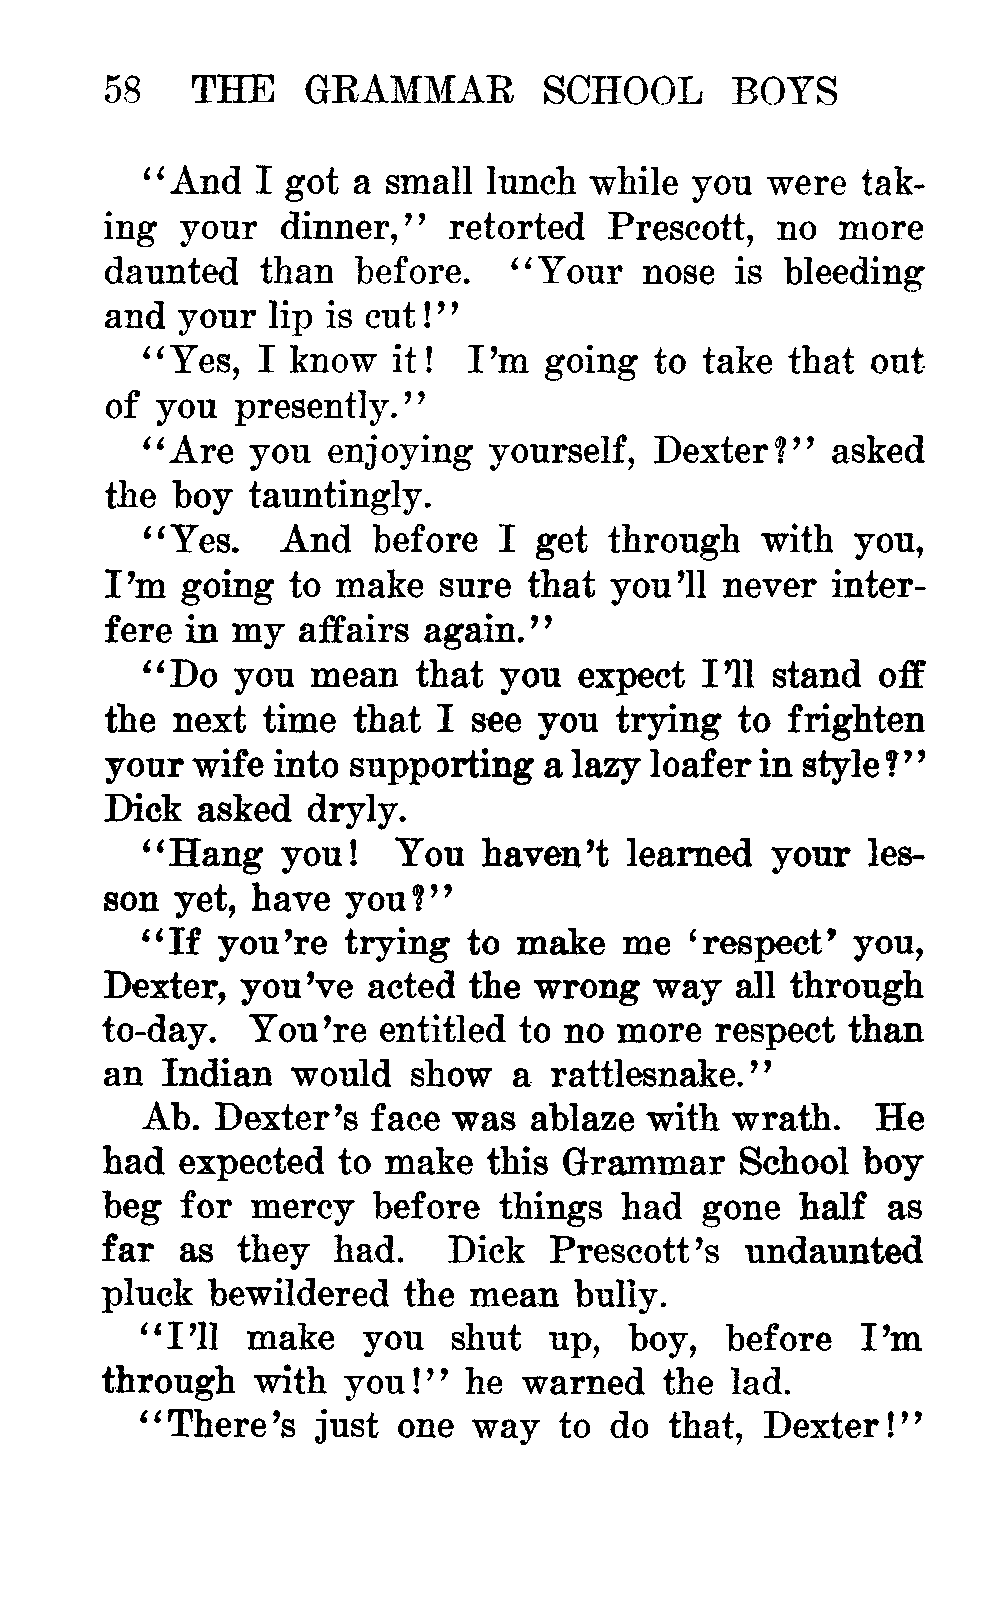 58 THE GRAMMAR SCHOOL BOYS
“And I got a small lunch while you were tak-
ing your dinner,” retorted Prescott, no more
daunted than before. “Your nose is bleeding
and your lip is cut!”
“Yes, I know it! I’m going to take that out
of you presently.”
“Are you enjoying yourself, Dexter?” asked
the boy tauntingly.
“Yes. And before I get through with you,
I’m going to make sure that you’ll never inter-
fere in my affairs again.”
“Do you mean that you expect I’ll stand off
the next time that I see you trying to frighten
your wife into supporting a lazy loafer in style?”
Dick asked dryly.
“Hang you! You haven’t learned your les-
son yet, have you?”
“If you’re trying to make me ‘respect’ you,
Dexter, you’ve acted the wrong way all through
to-day. You’re entitled to no more respect than
an Indian would show a rattlesnake.”
Ab. Dexter’s face was ablaze with wrath. He
had expected to make this Grammar School boy
beg for mercy before things had gone half as
far as they had. Dick Prescott’s undaunted
pluck bewildered the mean bully.
“I’ll make you shut up, boy, before I’m
through with you!” he warned the lad.
“There’s just one way to do that, Dexter!”